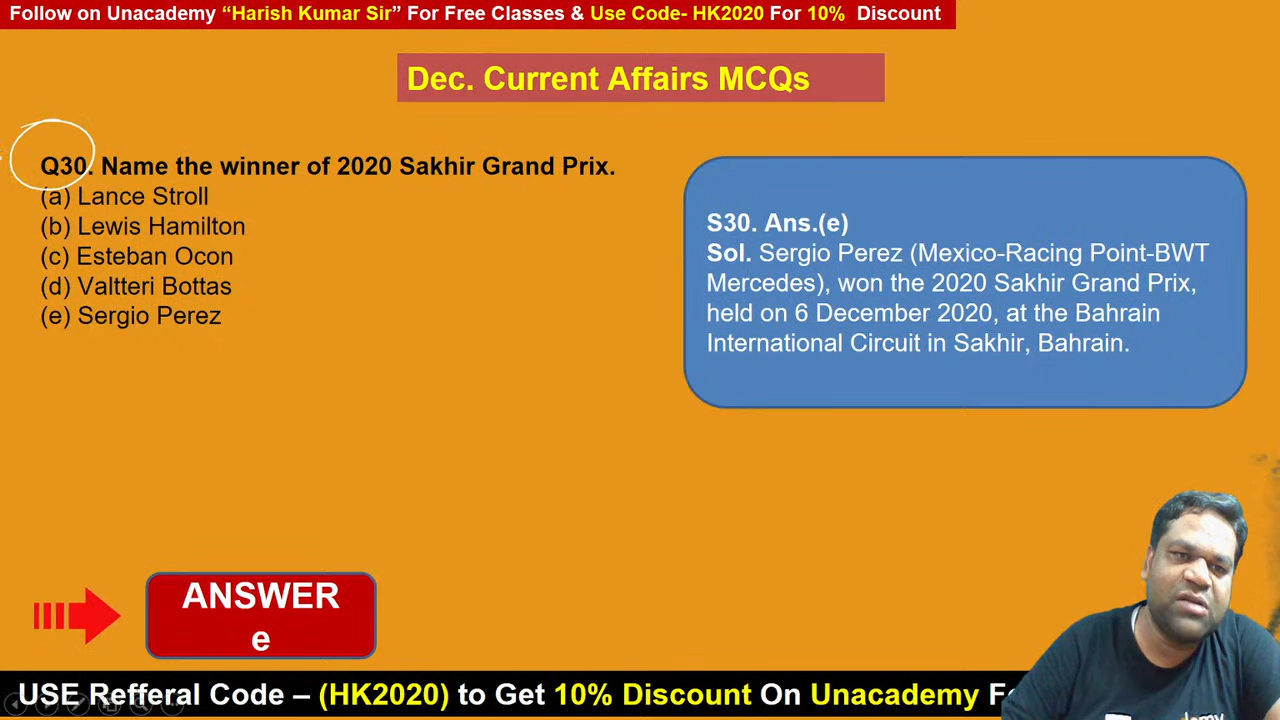 Follow on Unacademy “Harish Kumar Sir” For Free Classes & Use Code- HK2020 For 10% Discount
Dec. Current Affairs MCQs
Q30. Name the winner of 2020 Sakhir Grand Prix.
(a) Lance Stroll
(b) Lewis Hamilton
(c) Esteban Ocon
(d) Valtteri Bottas
(e) Sergio Perez
S30. Ans.(e)
Sol. Sergio Perez (Mexico-Racing Point-BWT
Mercedes), won the 2020 Sakhir Grand Prix,
held on 6 December 2020, at the Bahrain
International Circuit in Sakhir, Bahrain.
ANSWER
e
USE Refferal Code – (HK2020) to Get 10% Discount On Unacademy